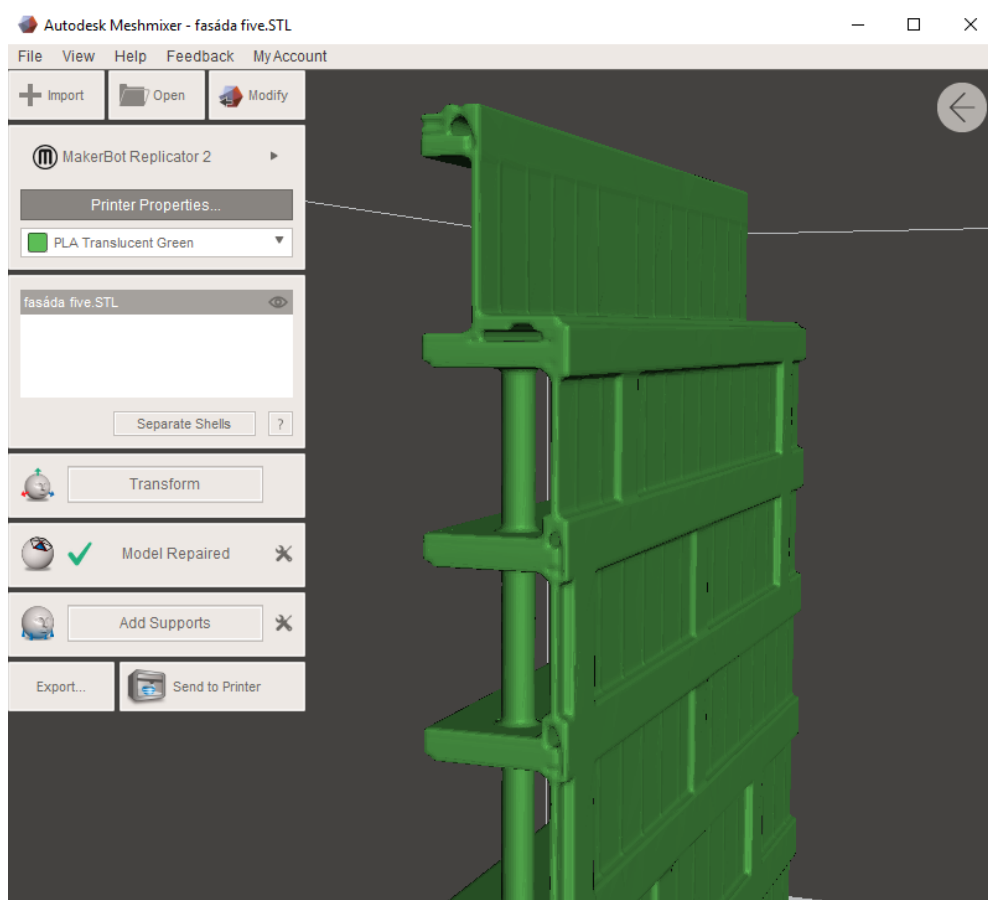 Autodesk Meshmixer - fasáda five.STL
File View Help Feedback My Account
Import Open Modify
MakerBot Replicator 2
Printer Properties...
PLA Translucent Green
fasáda five.STL
Separate Shells ?
Transform
Model Repaired
Add Supports
Export... Send to Printer